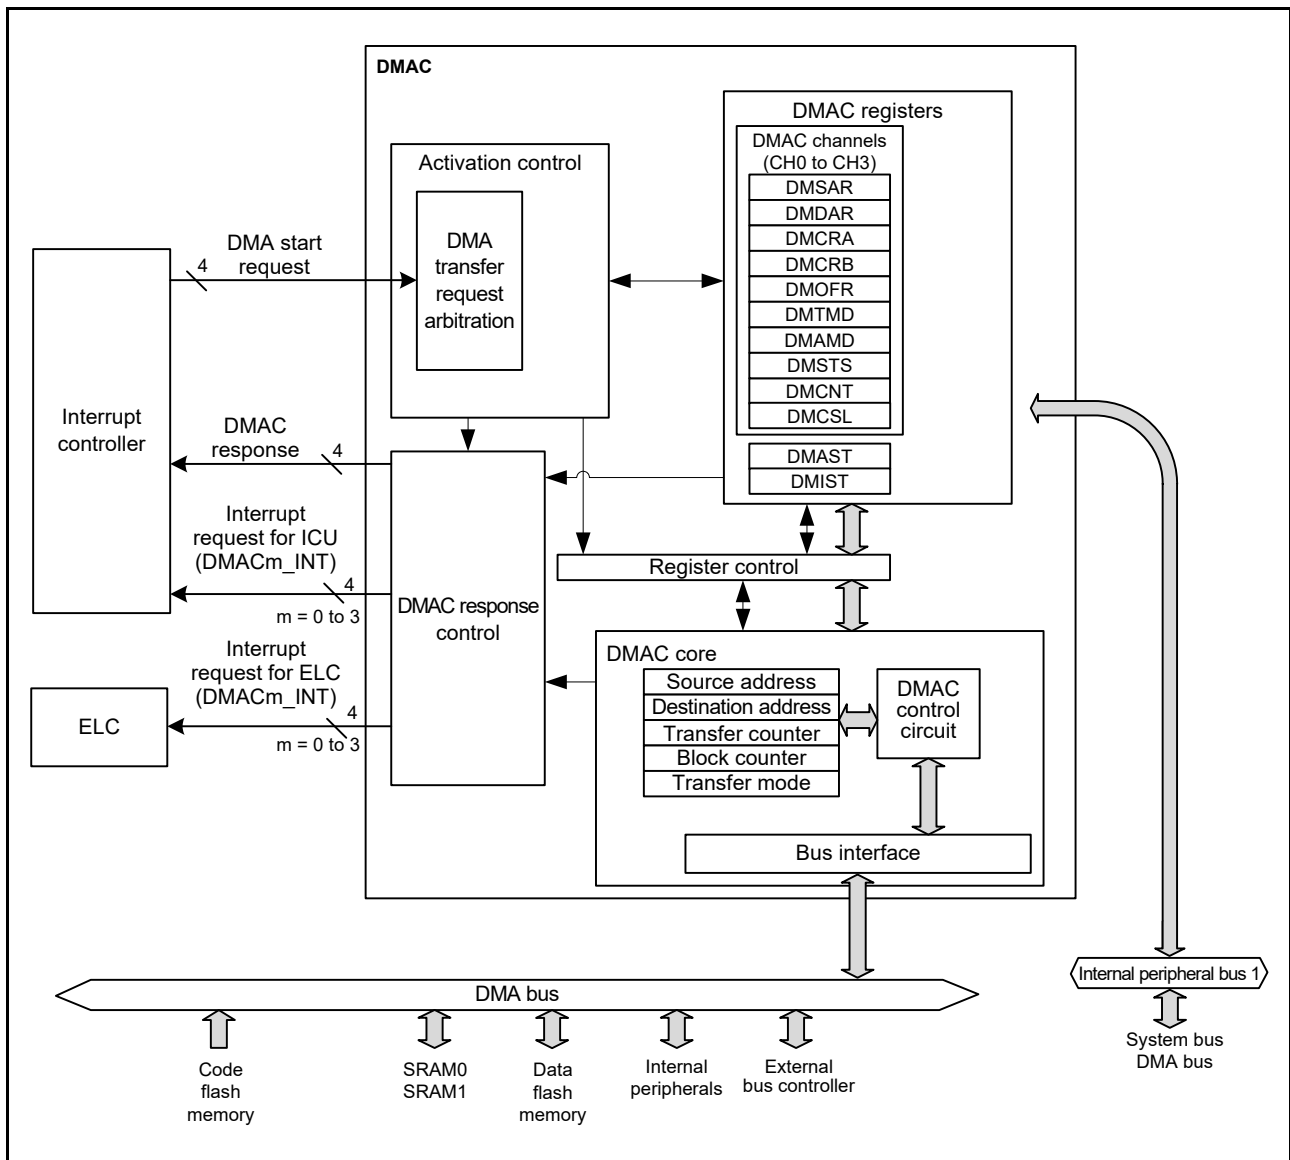 DMAC
DMAC registers
DMAC channels
(CH0 to CH3)
DMSAR
DMDAR
DMCRA
DMCRB
DMOFR
DMTMD
DMAMD
DMSTS
DMCNT
DMCSL
DMAST
DMIST
Activation control
DMA
transfer
request
arbitration
DMA start
request
4
Interrupt
controller
DMAC
response
4
Interrupt
request for ICU
(DMACm_INT)
4
m = 0 to 3
DMAC response
control
Register control
Interrupt
request for ELC
(DMACm_INT)
4
m = 0 to 3
ELC
DMAC core
Source address
Destination address
Transfer counter
Block counter
Transfer mode
DMAC
control
circuit
Bus interface
DMA bus
Internal peripheral bus 1
Code
flash
memory
SRAM0
SRAM1
Data
flash
memory
Internal
peripherals
External
bus controller
System bus
DMA bus